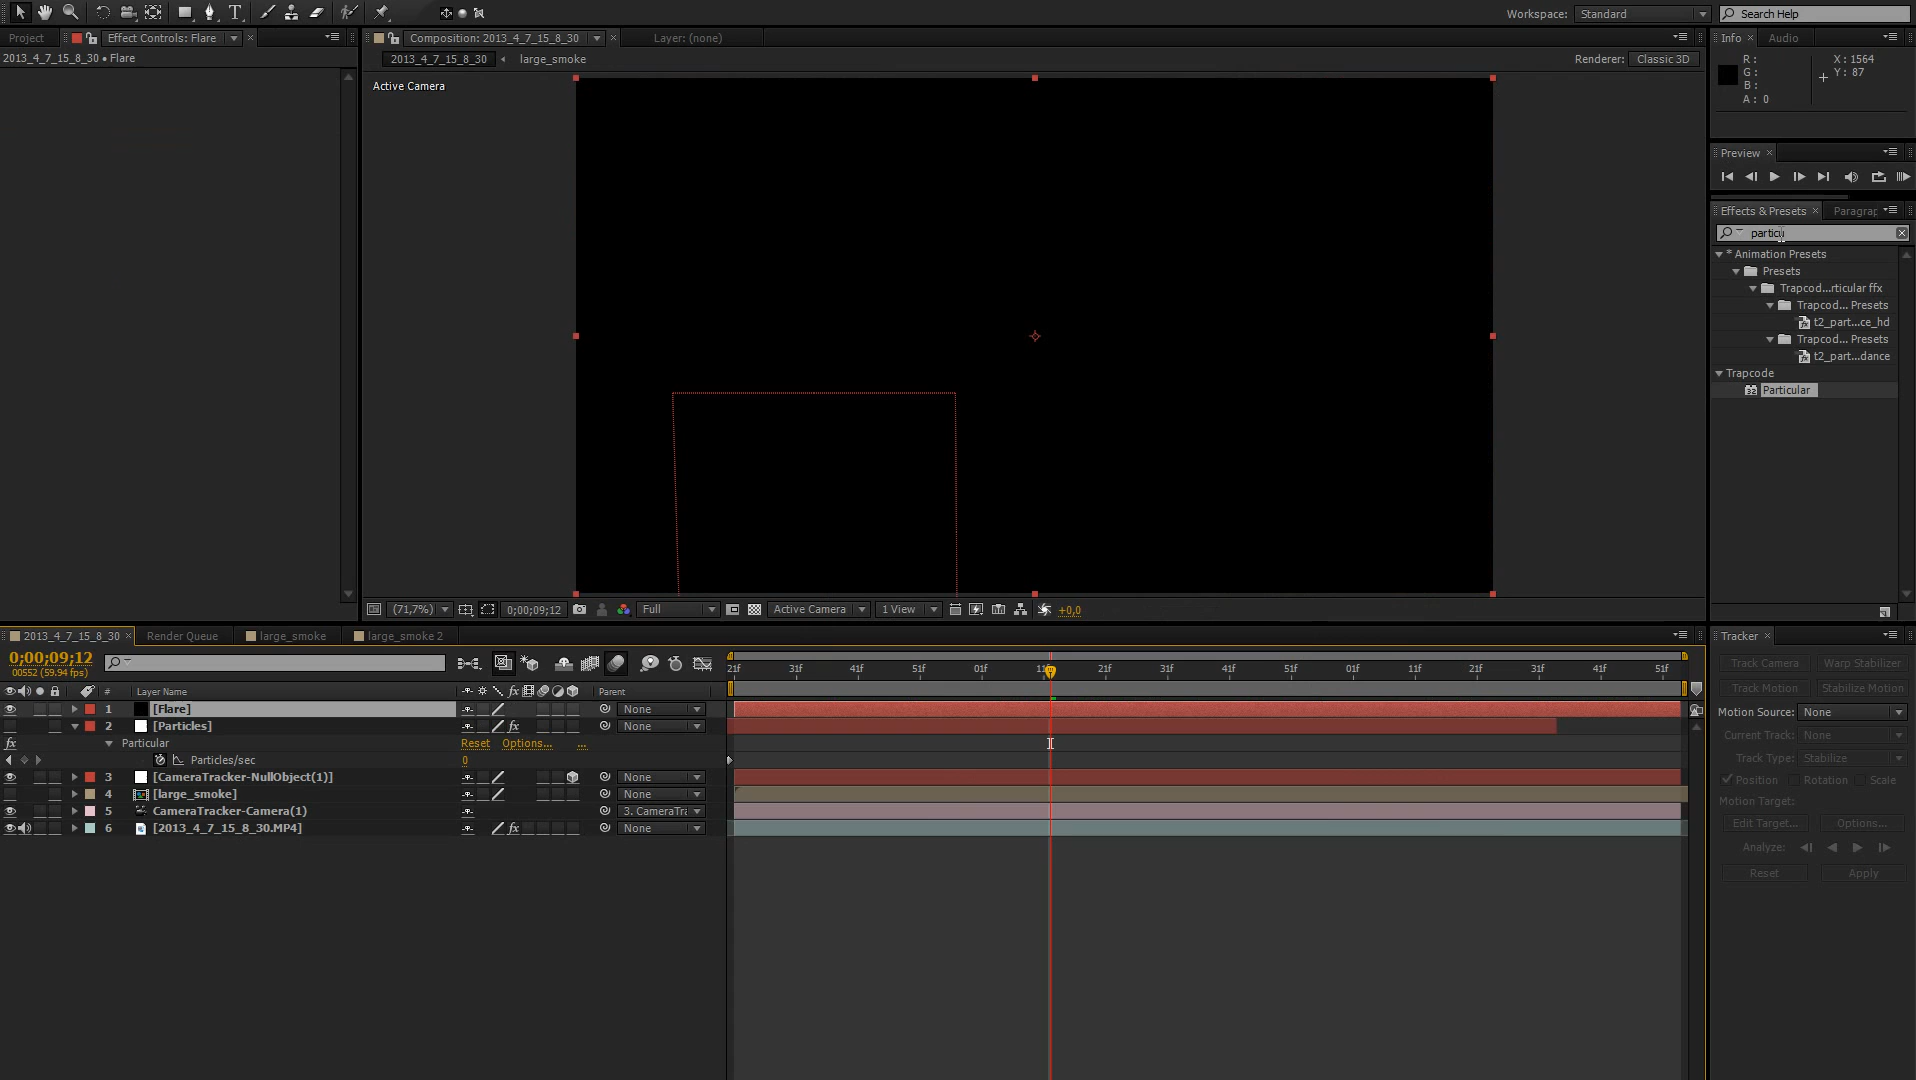 Workspace: Standard Search Help
Project Effect Controls: Flare Composition: 2013_4_7_15_8_30 Layer: (none) Info Audio
2013_4_7_15_8_30 • Flare 2013_4_7_15_8_30 large_smoke Renderer: Classic 3D
R: X: 1564
G: Y: 87
B:
A: 0
Active Camera
Preview
Effects & Presets Paragrap
particu
* Animation Presets
Presets
Trapcod...rticular ffx
Trapcod... Presets
t2_part...ce_hd
Trapcod... Presets
t2_part...dance
Trapcode
Particular
(71,7%) 0;00;09;12 Full Active Camera 1 View +0,0
2013_4_7_15_8_30 Render Queue large_smoke large_smoke 2 Tracker
0;00;09;12
00552 (59.94 fps)
21f 31f 41f 51f 01f 11f 21f 31f 41f 51f 01f 11f 21f 31f 41f 51f
# Layer Name fx Parent
1 [Flare] None
2 [Particles] fx None
fx Particular Reset Options... ...
Particles/sec 0
3 [CameraTracker-NullObject(1)] None
4 [large_smoke] None
5 CameraTracker-Camera(1) 3. CameraTra
6 [2013_4_7_15_8_30.MP4] fx None
Track Camera Warp Stabilizer
Track Motion Stabilize Motion
Motion Source: None
Current Track: None
Track Type: Stabilize
Position Rotation Scale
Motion Target:
Edit Target... Options...
Analyze:
Reset Apply